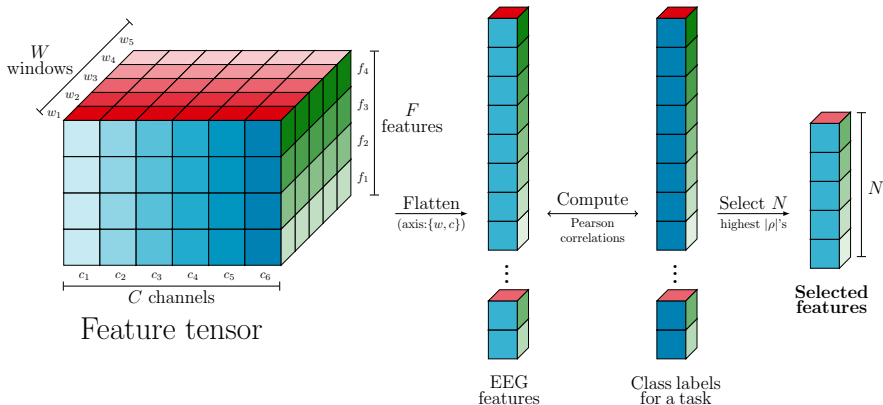 W
windows
w₁
w₂
w₃
w₄
w₅
f₄
f₃
f₂
f₁
F
features
c₁ c₂ c₃ c₄ c₅ c₆
C channels
Feature tensor
Flatten
(axis:{w, c})
EEG
features
Compute
Pearson
correlations
Class labels
for a task
Select N
highest |ρ|'s
N
Selected
features